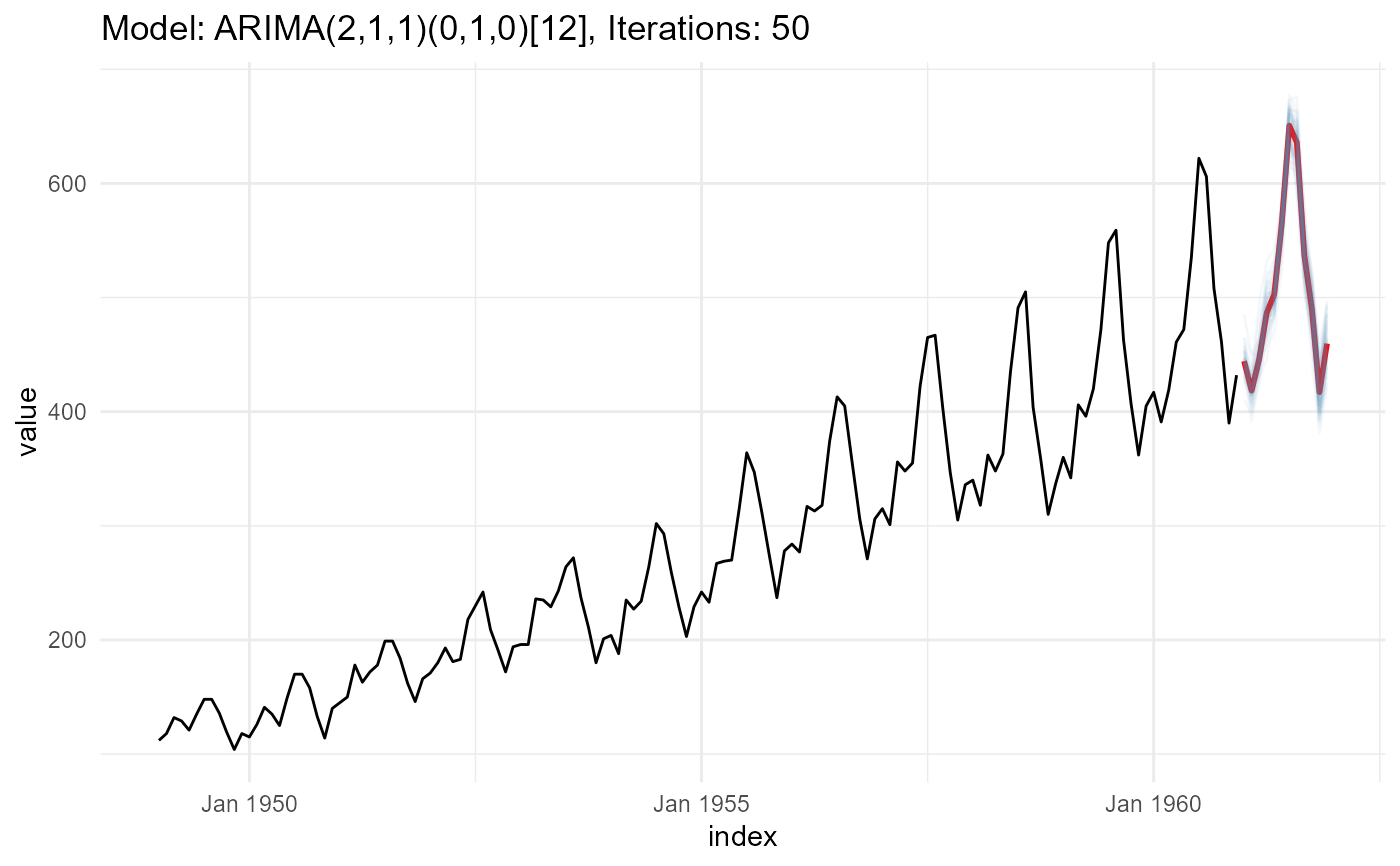 Model: ARIMA(2,1,1)(0,1,0)[12], Iterations: 50
600
400
200
value
Jan 1950
Jan 1955
Jan 1960
index